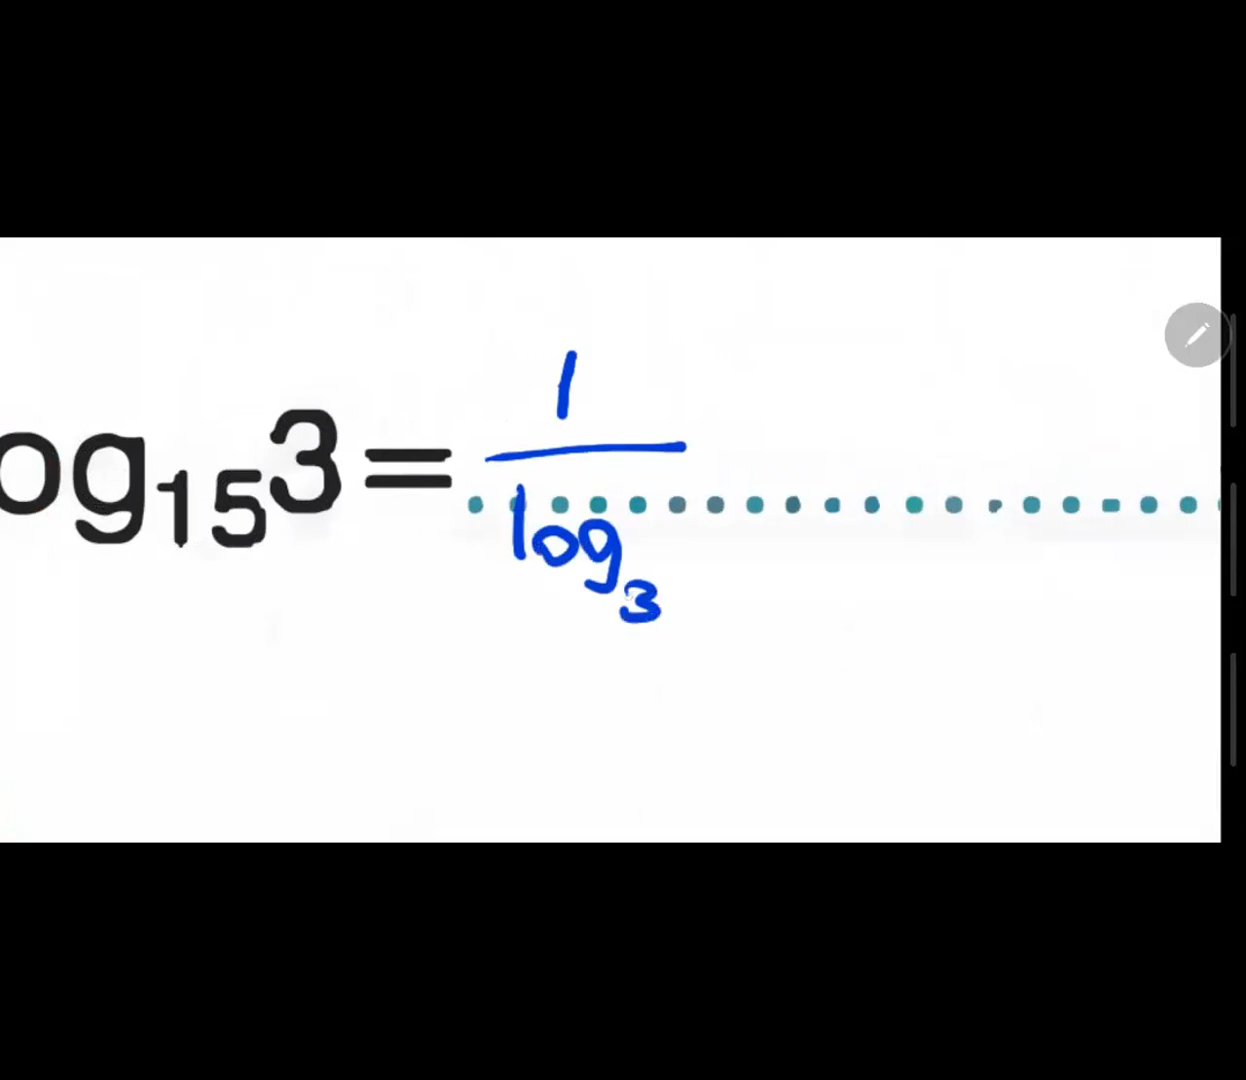 og₁₅3 = 1
log₃